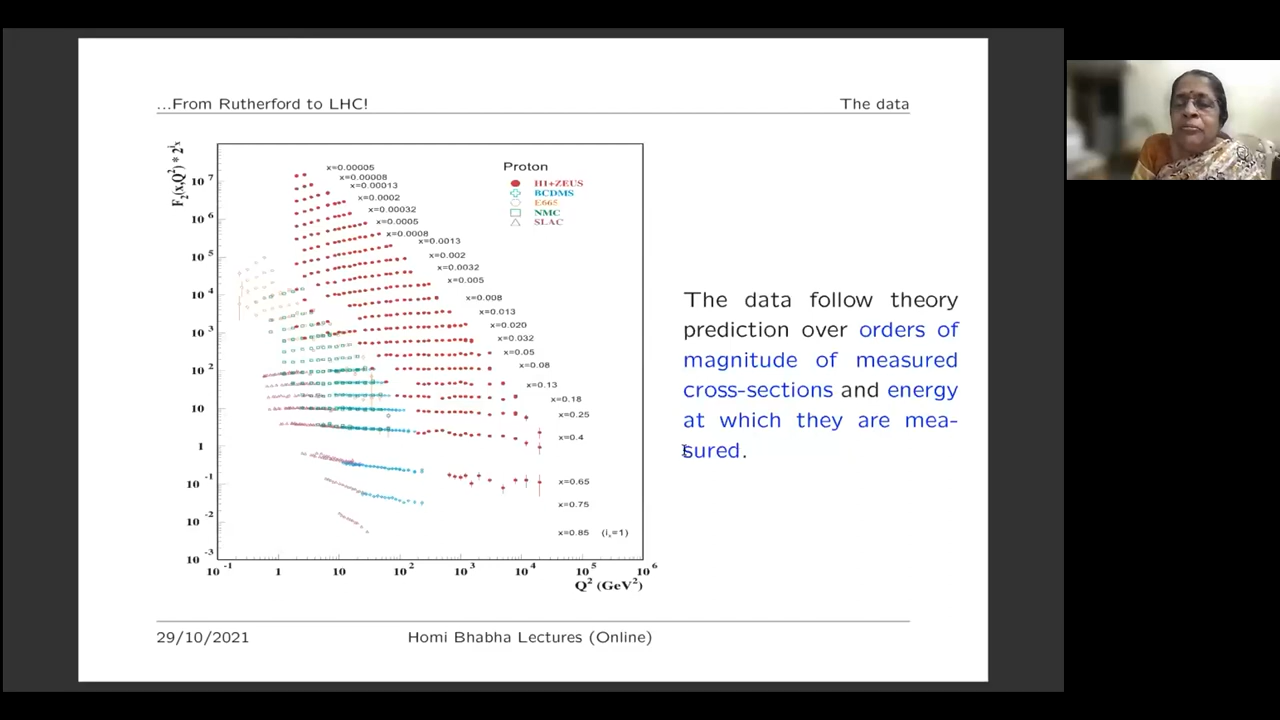 ...From Rutherford to LHC!
The data
F2(x,Q²) * 2^ix
Proton
H1+ZEUS
BCDMS
E665
NMC
SLAC
x=0.00005
x=0.00008
x=0.00013
x=0.0002
x=0.00032
x=0.0005
x=0.0008
x=0.0013
x=0.002
x=0.0032
x=0.005
x=0.008
x=0.013
x=0.020
x=0.032
x=0.05
x=0.08
x=0.13
x=0.18
x=0.25
x=0.4
x=0.65
x=0.75
x=0.85 (ix=1)
10^7
10^6
10^5
10^4
10^3
10^2
10
1
10^-1
10^-2
10^-3
10^-1 1 10 10^2 10^3 10^4 10^5 10^6
Q² (GeV²)
The data follow theory
prediction over orders of
magnitude of measured
cross-sections and energy
at which they are mea-
sured.
29/10/2021
Homi Bhabha Lectures (Online)